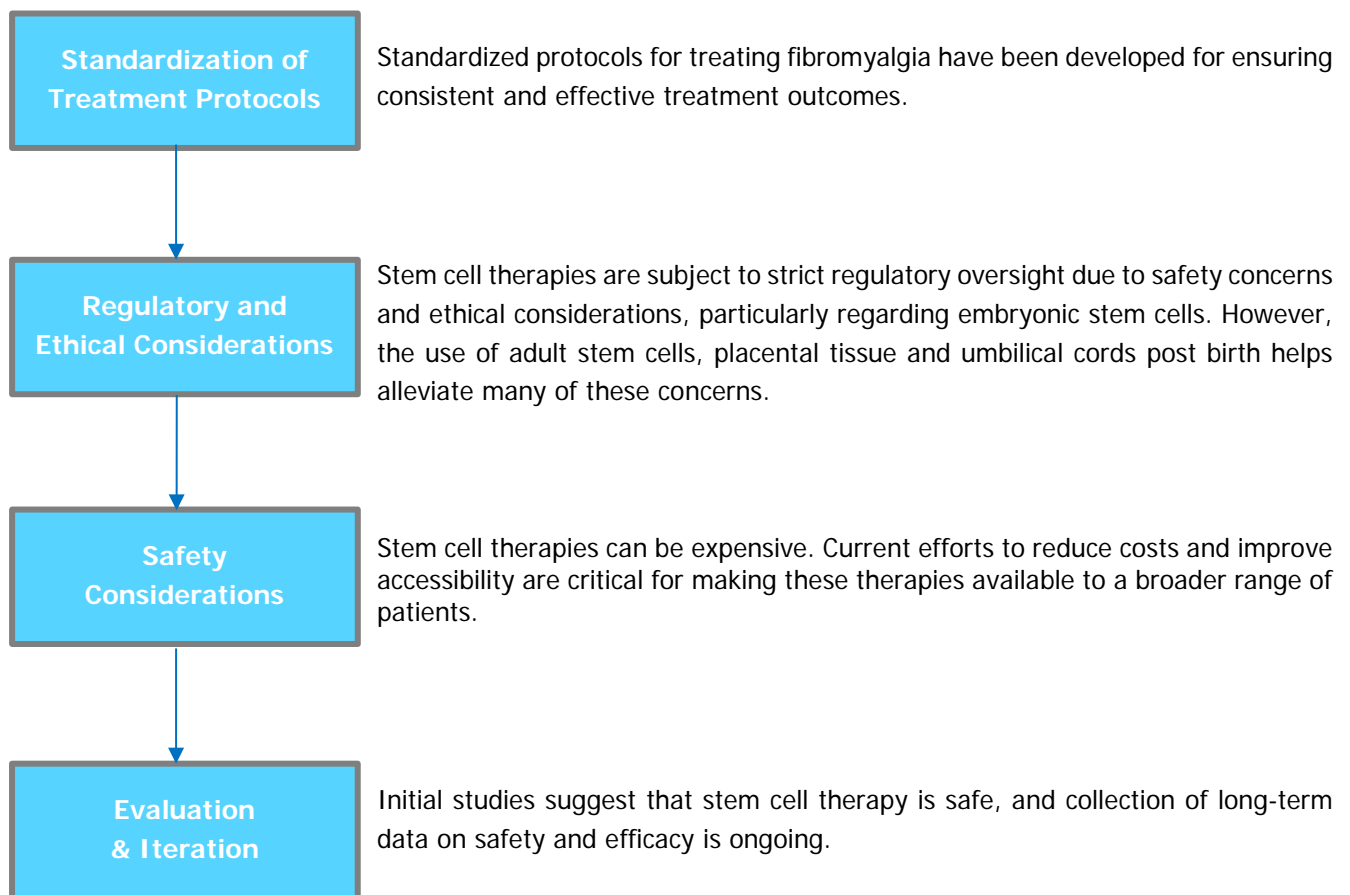 Standardization of
Treatment Protocols
Standardized protocols for treating fibromyalgia have been developed for ensuring
consistent and effective treatment outcomes.
Regulatory and
Ethical Considerations
Stem cell therapies are subject to strict regulatory oversight due to safety concerns
and ethical considerations, particularly regarding embryonic stem cells. However,
the use of adult stem cells, placental tissue and umbilical cords post birth helps
alleviate many of these concerns.
Safety
Considerations
Stem cell therapies can be expensive. Current efforts to reduce costs and improve
accessibility are critical for making these therapies available to a broader range of
patients.
Evaluation
& Iteration
Initial studies suggest that stem cell therapy is safe, and collection of long-term
data on safety and efficacy is ongoing.